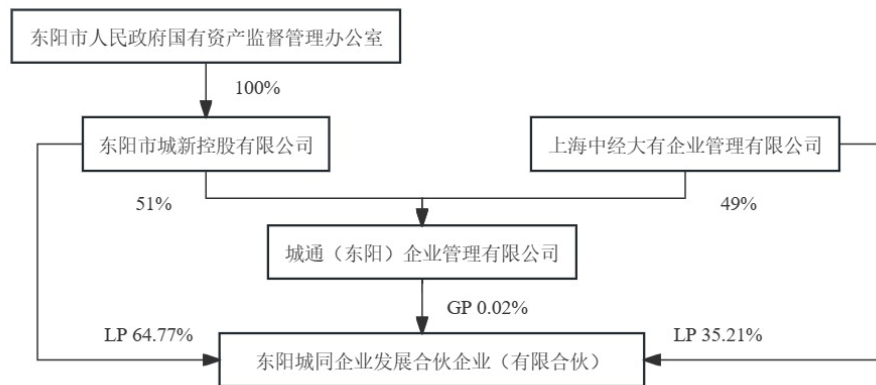 东阳市人民政府国有资产监督管理办公室
100%
东阳市城新控股有限公司
上海中经大有企业管理有限公司
51%
49%
城通（东阳）企业管理有限公司
GP 0.02%
LP 64.77%
LP 35.21%
东阳城同企业发展合伙企业（有限合伙）